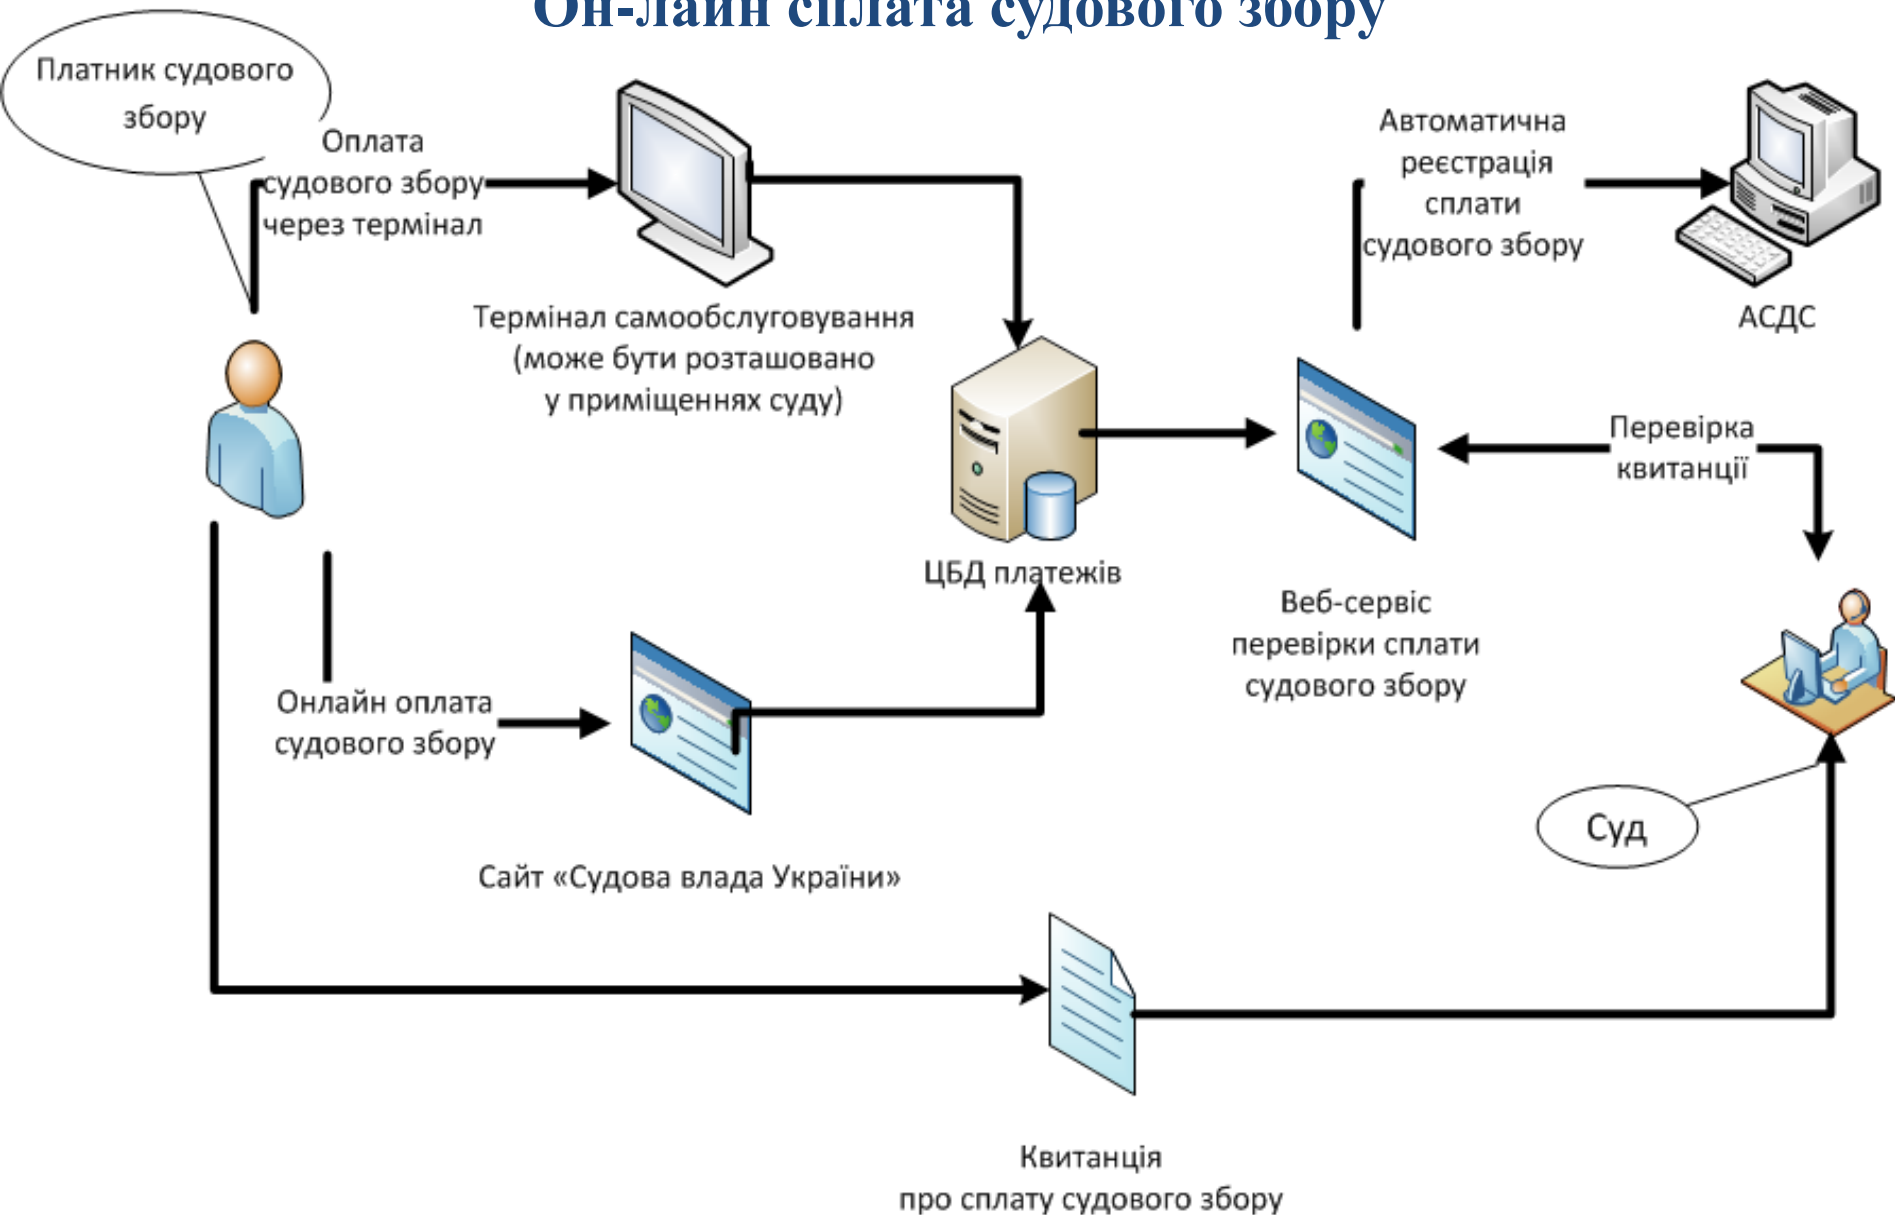 Он-лайн сплата судового збору
Платник судового
збору
Оплата
судового збору
через термінал
Термінал самообслуговування
(може бути розташовано
у приміщеннях суду)
Автоматична
реєстрація
сплати
судового збору
АСДС
Перевірка
квитанції
ЦБД платежів
Веб-сервіс
перевірки сплати
судового збору
Онлайн оплата
судового збору
Сайт «Судова влада України»
Суд
Квитанція
про сплату судового збору